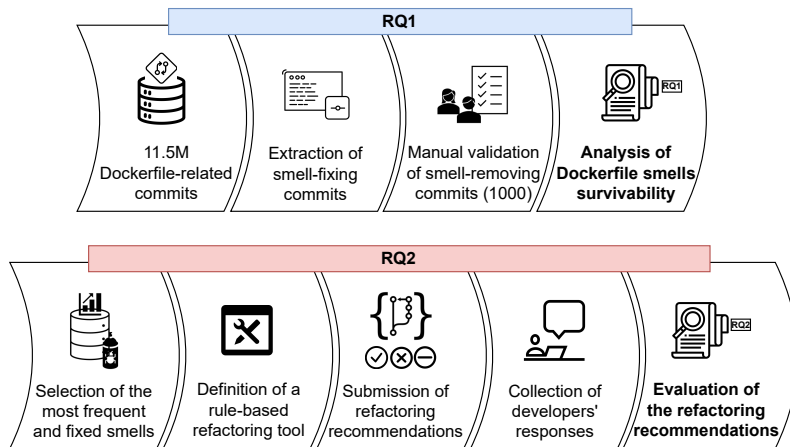 RQ1
RQ1
11.5M
Dockerfile-related
commits
Extraction of
smell-fixing
commits
Manual validation
of smell-removing
commits (1000)
Analysis of
Dockerfile smells
survivability
RQ2
RQ2
Selection of the
most frequent
and fixed smells
Definition of a
rule-based
refactoring tool
Submission of
refactoring
recommendations
Collection of
developers'
responses
Evaluation of
the refactoring
recommendations